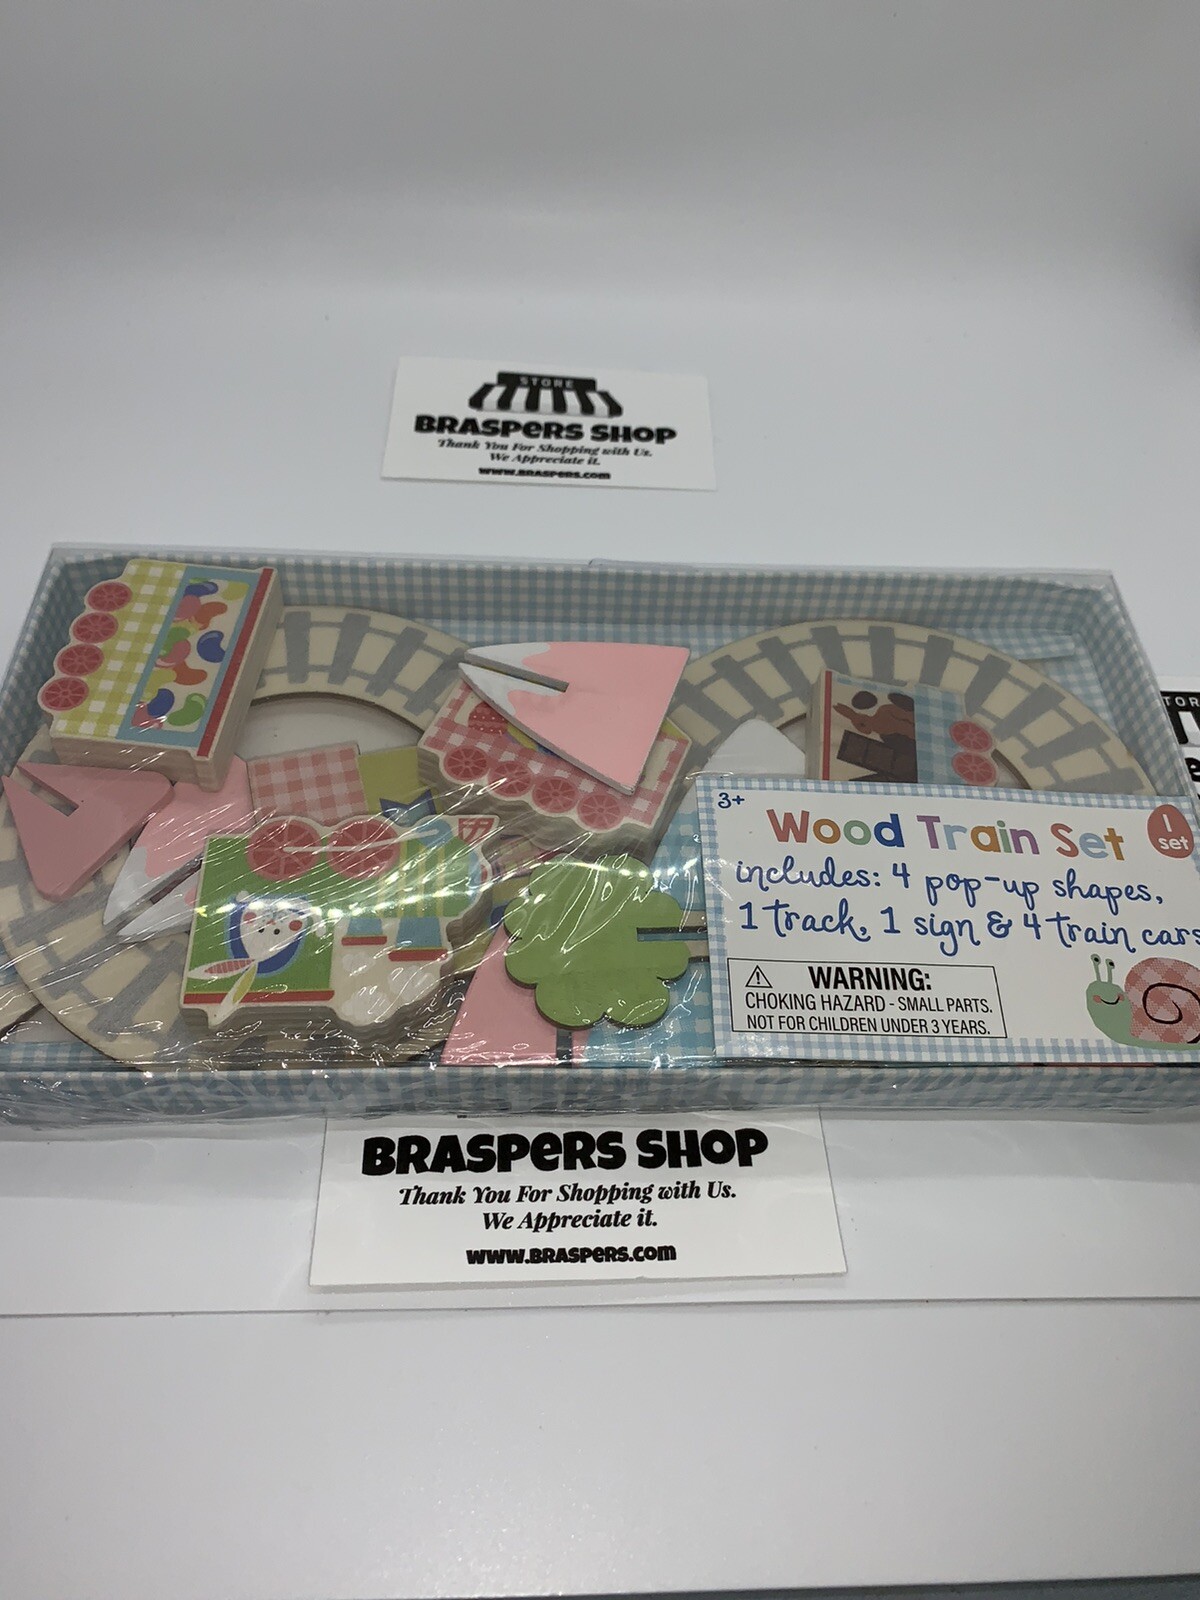 STORE
BRASPERS SHOP
Thank You For Shopping with Us.
We Appreciate it.
www.BRASPERS.com
3+
Wood Train Set
1
set
includes: 4 pop-up shapes,
1 track, 1 sign & 4 train cars
WARNING:
CHOKING HAZARD - SMALL PARTS.
NOT FOR CHILDREN UNDER 3 YEARS.
BRASPERS SHOP
Thank You For Shopping with Us.
We Appreciate it.
www.BRASPERS.com